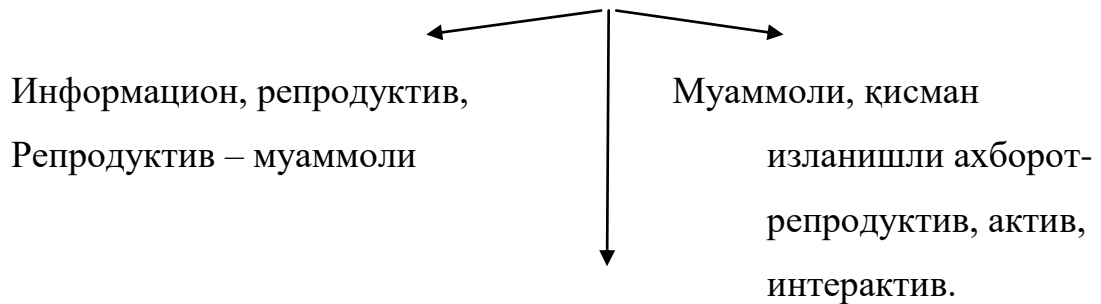 Информацион, репродуктив,
Репродуктив – муаммоли
Муаммоли, қисман
изланишли ахборот-
репродуктив, актив,
интерактив.